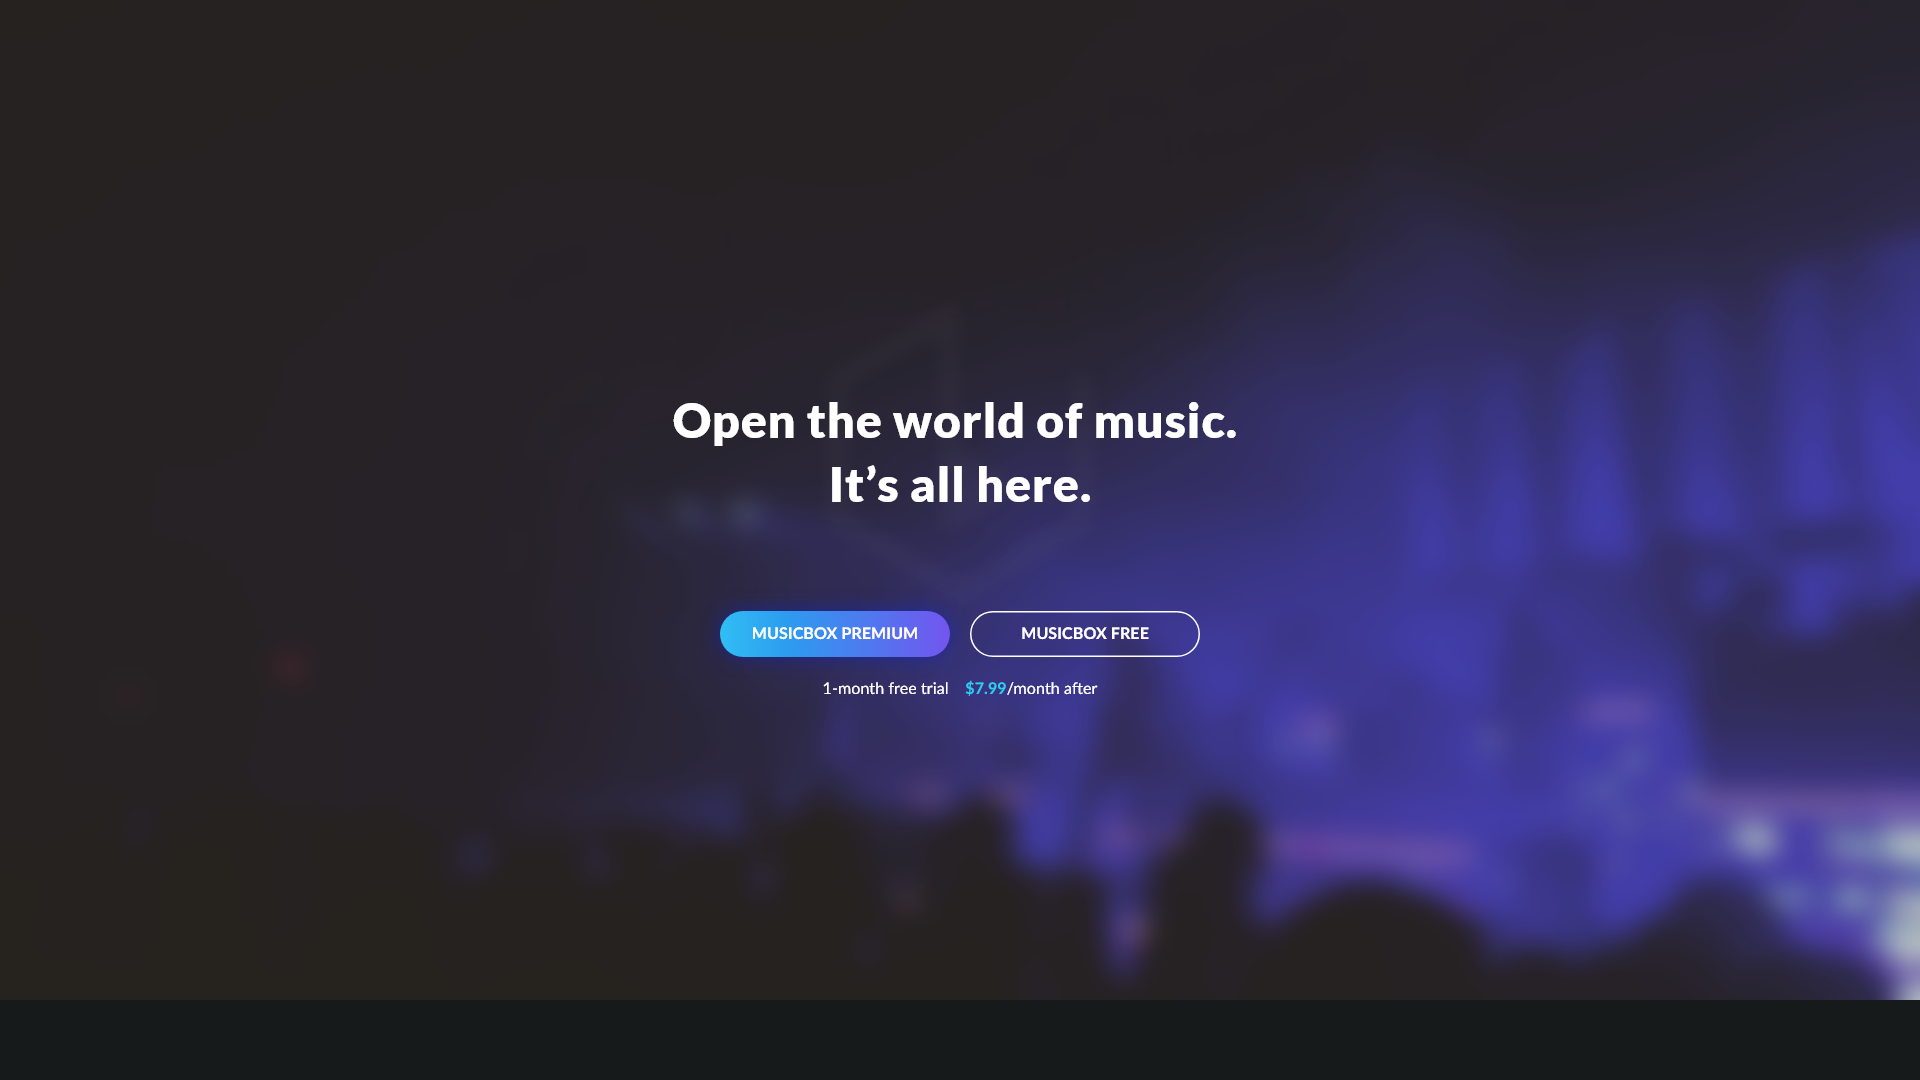 Open the world of music.
It’s all here.
MUSICBOX PREMIUM
MUSICBOX FREE
1-month free trial $7.99/month after